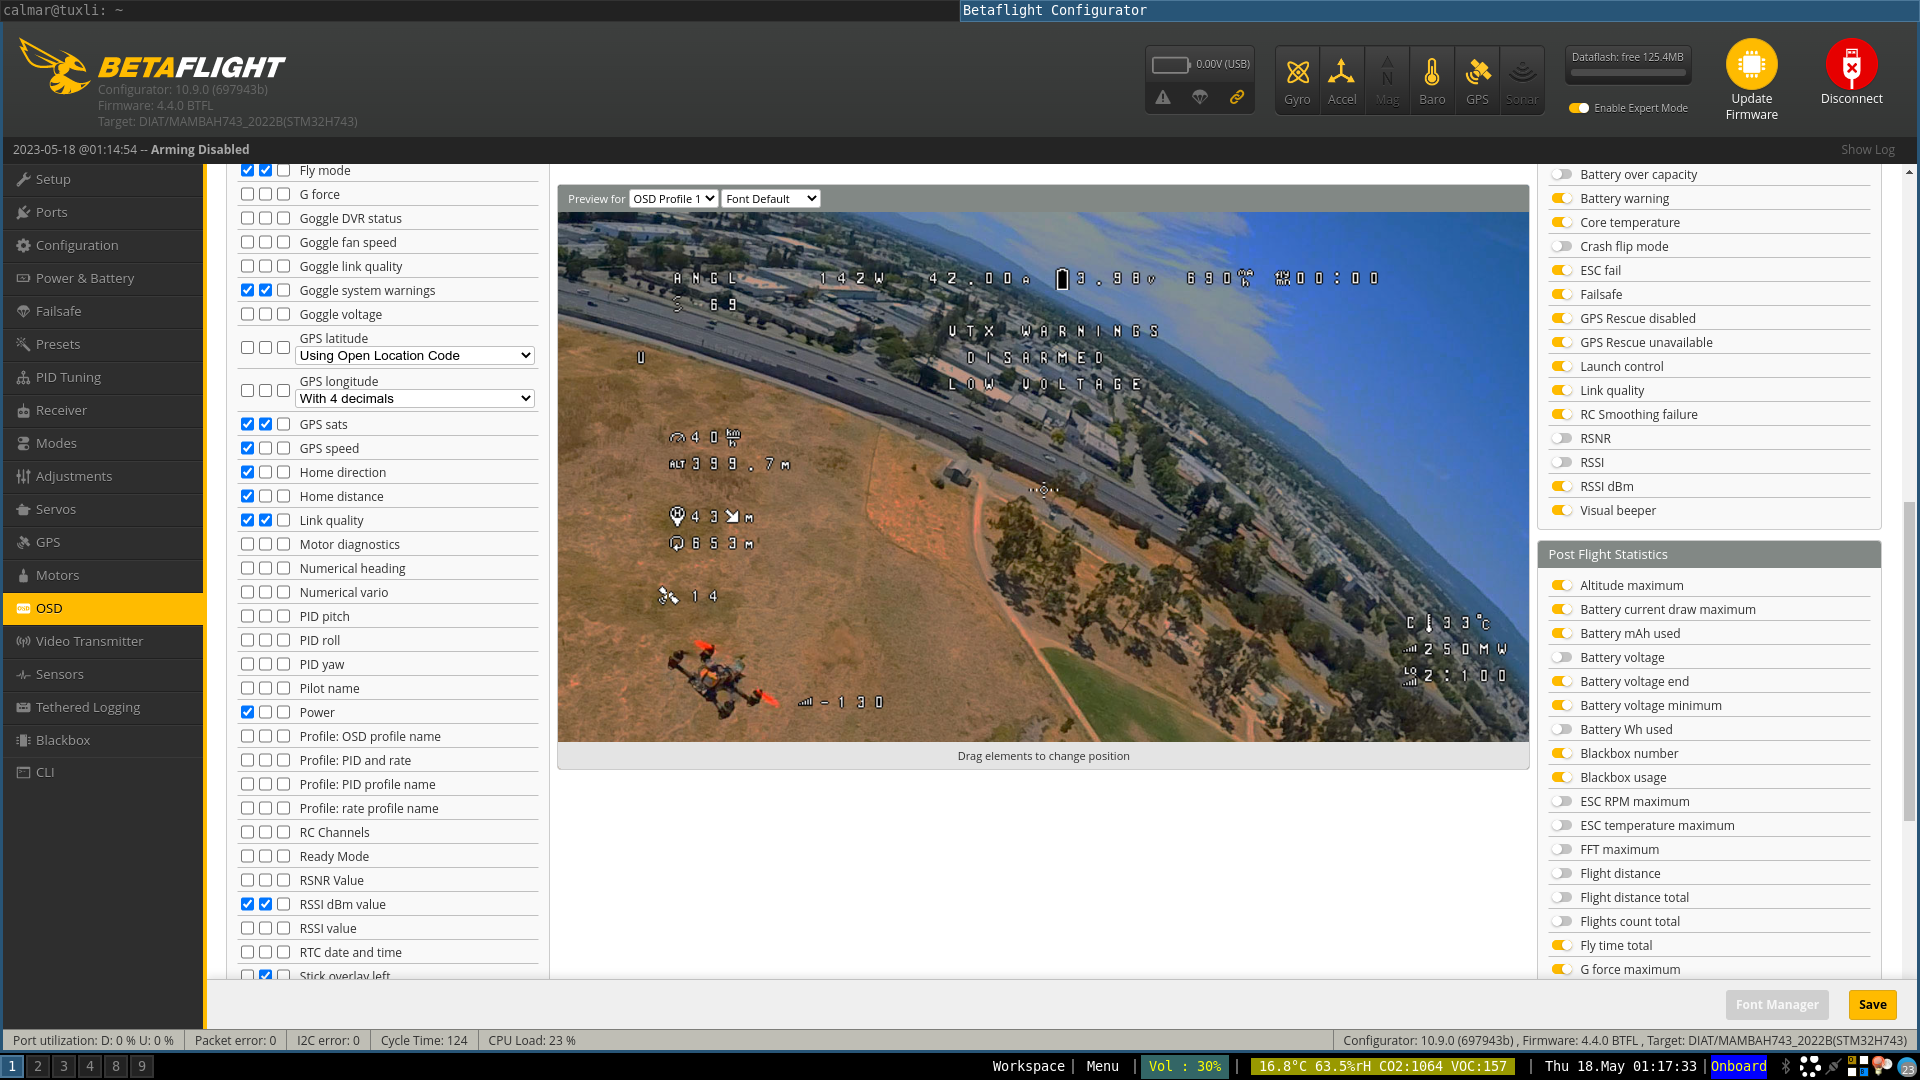 calmar@tuxli: ~
Betaflight Configurator
BETAFLIGHT
Configurator: 10.9.0 (697943b)
Firmware: 4.4.0 BTFL
Target: DIAT/MAMBAH743_2022B(STM32H743)
0.00V (USB)
Gyro
Accel
Mag
Baro
GPS
Sonar
Dataflash: free 125.4MB
Enable Expert Mode
Update Firmware
Disconnect
2023-05-18 @01:14:54 -- Arming Disabled
Show Log
Setup
Ports
Configuration
Power & Battery
Failsafe
Presets
PID Tuning
Receiver
Modes
Adjustments
Servos
GPS
Motors
OSD
Video Transmitter
Sensors
Tethered Logging
Blackbox
CLI
Fly mode
G force
Goggle DVR status
Goggle fan speed
Goggle link quality
Goggle system warnings
Goggle voltage
GPS latitude
Using Open Location Code
GPS longitude
With 4 decimals
GPS sats
GPS speed
Home direction
Home distance
Link quality
Motor diagnostics
Numerical heading
Numerical vario
PID pitch
PID roll
PID yaw
Pilot name
Power
Profile: OSD profile name
Profile: PID and rate
Profile: PID profile name
Profile: rate profile name
RC Channels
Ready Mode
RSNR Value
RSSI dBm value
RSSI value
RTC date and time
Stick overlay left
Preview for OSD Profile 1 Font Default
ANGL 142W 42.00A 3.98V 690mAh FLY MIN 00:00
69
VTX WARNINGS
U DISARMED
LOW VOLTAGE
40 km/h
ALT 399.7M
H 43 M
653M
14
C 33°C
250MW
LQ 2:100
-130
Drag elements to change position
Battery over capacity
Battery warning
Core temperature
Crash flip mode
ESC fail
Failsafe
GPS Rescue disabled
GPS Rescue unavailable
Launch control
Link quality
RC Smoothing failure
RSNR
RSSI
RSSI dBm
Visual beeper
Post Flight Statistics
Altitude maximum
Battery current draw maximum
Battery mAh used
Battery voltage
Battery voltage end
Battery voltage minimum
Battery Wh used
Blackbox number
Blackbox usage
ESC RPM maximum
ESC temperature maximum
FFT maximum
Flight distance
Flight distance total
Flights count total
Fly time total
G force maximum
Font Manager
Save
Port utilization: D: 0 % U: 0 %
Packet error: 0
I2C error: 0
Cycle Time: 124
CPU Load: 23 %
Configurator: 10.9.0 (697943b) , Firmware: 4.4.0 BTFL , Target: DIAT/MAMBAH743_2022B(STM32H743)
1 2 3 4 8 9
Workspace| Menu | Vol : 30% | 16.8°C 63.5%rH CO2:1064 VOC:157 | Thu 18.May 01:17:33 |Onboard 23